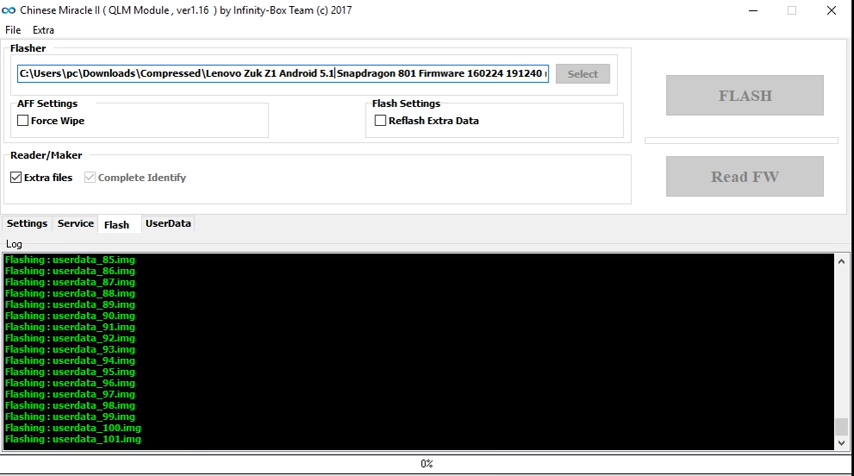 Chinese Miracle II ( QLM Module , ver1.16 ) by Infinity-Box Team (c) 2017
File Extra
Flasher
C:\Users\pc\Downloads\Compressed\Lenovo Zuk Z1 Android 5.1 Snapdragon 801 Firmware 160224 191240
Select
FLASH
AFF Settings
Flash Settings
Force Wipe
Reflash Extra Data
Reader/Maker
Extra files
Complete Identify
Read FW
Settings Service Flash UserData
Log
Flashing : userdata_85.img
Flashing : userdata_86.img
Flashing : userdata_87.img
Flashing : userdata_88.img
Flashing : userdata_89.img
Flashing : userdata_90.img
Flashing : userdata_91.img
Flashing : userdata_92.img
Flashing : userdata_93.img
Flashing : userdata_94.img
Flashing : userdata_95.img
Flashing : userdata_96.img
Flashing : userdata_97.img
Flashing : userdata_98.img
Flashing : userdata_99.img
Flashing : userdata_100.img
Flashing : userdata_101.img
0%